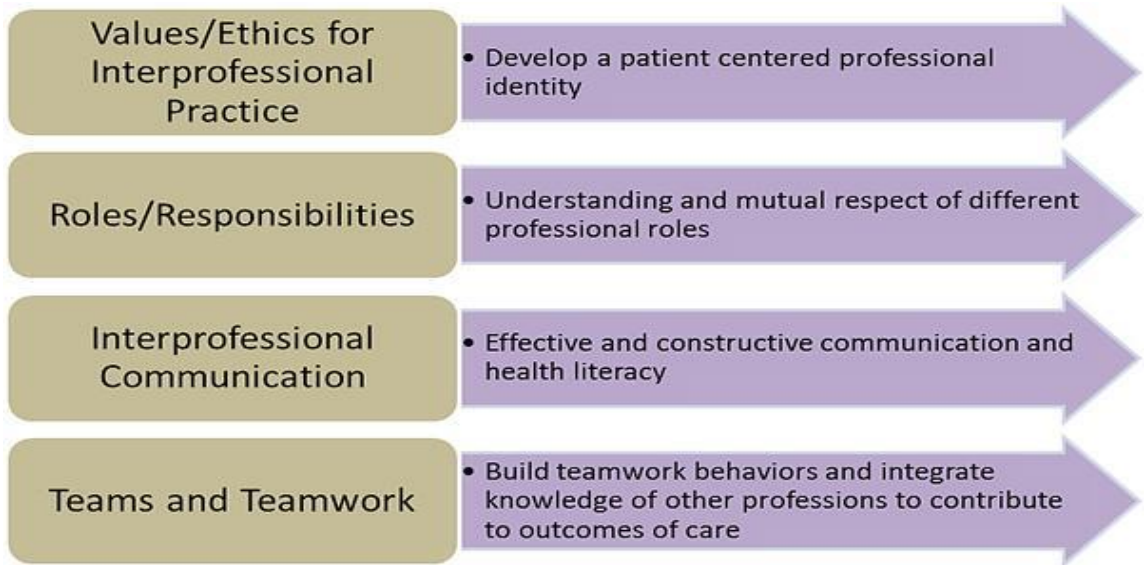 Values/Ethics for
Interprofessional
Practice
• Develop a patient centered professional
identity
Roles/Responsibilities
• Understanding and mutual respect of different
professional roles
Interprofessional
Communication
• Effective and constructive communication and
health literacy
Teams and Teamwork
• Build teamwork behaviors and integrate
knowledge of other professions to contribute
to outcomes of care